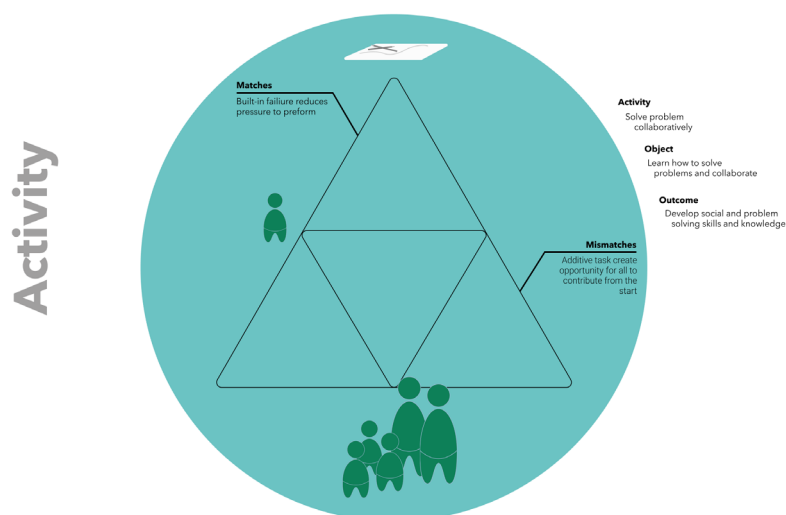 Activity
Matches
Built-in failiure reduces
pressure to preform
Activity
Solve problem
collaboratively
Object
Learn how to solve
problems and collaborate
Outcome
Develop social and problem
solving skills and knowledge
Mismatches
Additive task create
opportunity for all to
contribute from the
start